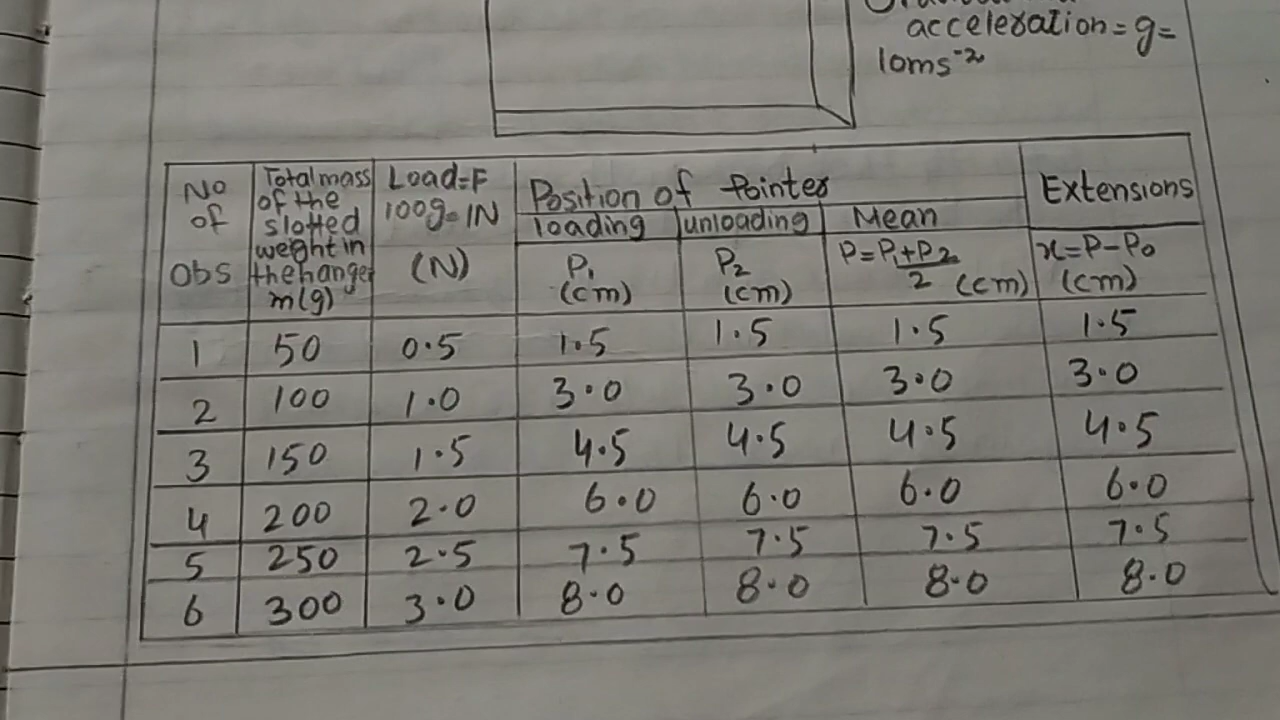 acceleration = g =
10ms⁻²
No of Obs | Total mass of the slotted weght in the hanger m(g) | Load=F 100g=1N (N) | Position of Pointer | Extensions
loading | unloading | Mean
P₁ (cm) | P₂ (cm) | P=P₁+P₂/2 (cm) | x=P-P₀ (cm)
1 | 50 | 0.5 | 1.5 | 1.5 | 1.5 | 1.5
2 | 100 | 1.0 | 3.0 | 3.0 | 3.0 | 3.0
3 | 150 | 1.5 | 4.5 | 4.5 | 4.5 | 4.5
4 | 200 | 2.0 | 6.0 | 6.0 | 6.0 | 6.0
5 | 250 | 2.5 | 7.5 | 7.5 | 7.5 | 7.5
6 | 300 | 3.0 | 8.0 | 8.0 | 8.0 | 8.0